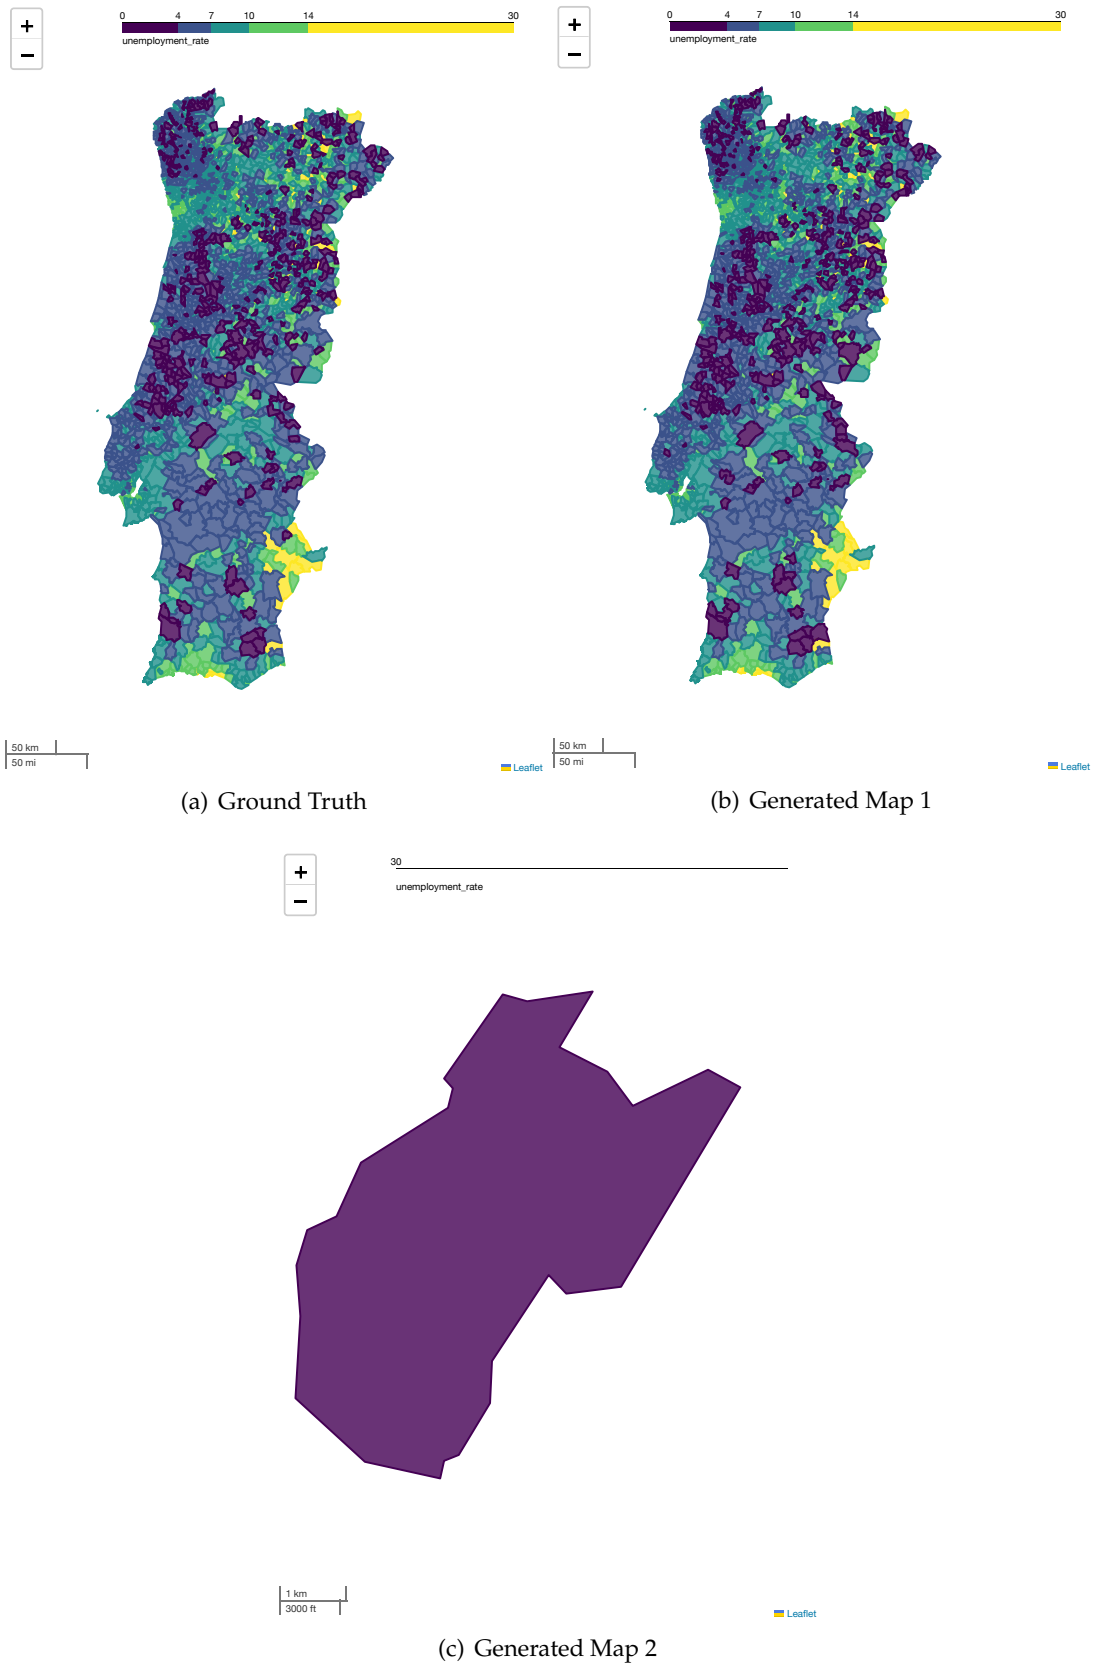 +
−
0 4 7 10 14 30
unemployment_rate
50 km
50 mi
Leaflet
(a) Ground Truth
+
−
0 4 7 10 14 30
unemployment_rate
50 km
50 mi
Leaflet
(b) Generated Map 1
+
−
30
unemployment_rate
1 km
3000 ft
Leaflet
(c) Generated Map 2